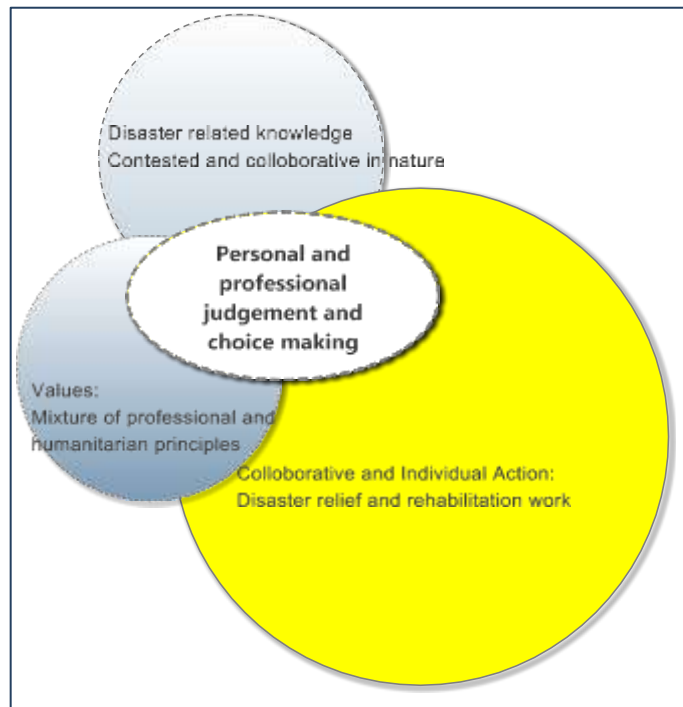 Disaster related knowledge
Contested and colloborative in nature
Personal and
professional
judgement and
choice making
Values:
Mixture of professional and
humanitarian principles
Colloborative and Individual Action:
Disaster relief and rehabilitation work